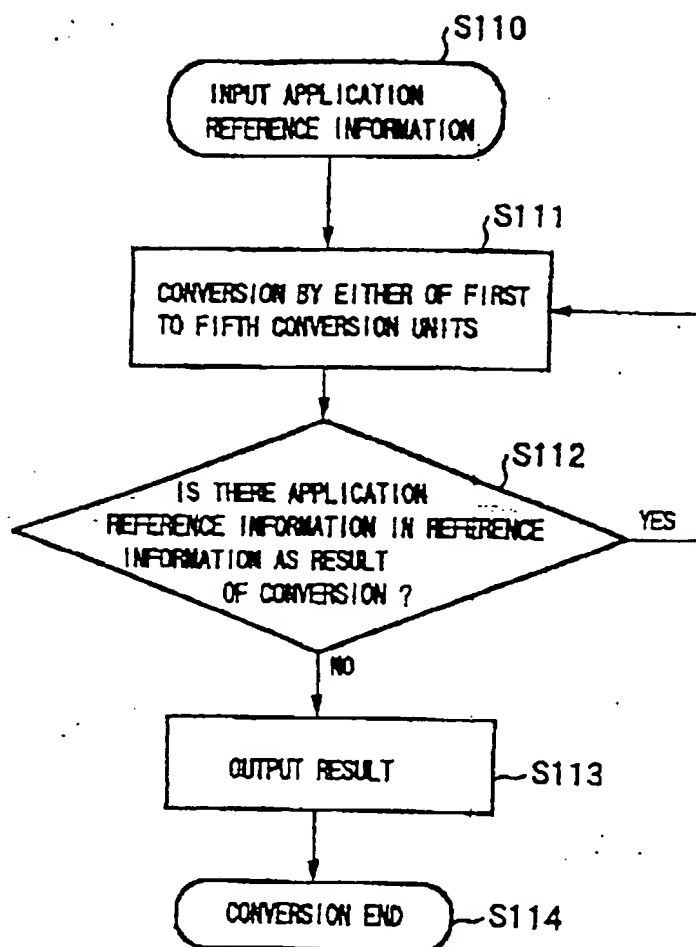 S110
INPUT APPLICATION
REFERENCE INFORMATION
S111
CONVERSION BY EITHER OF FIRST
TO FIFTH CONVERSION UNITS
S112
IS THERE APPLICATION
REFERENCE INFORMATION IN REFERENCE
INFORMATION AS RESULT
OF CONVERSION ?
YES
NO
OUTPUT RESULT
S113
CONVERSION END
S114